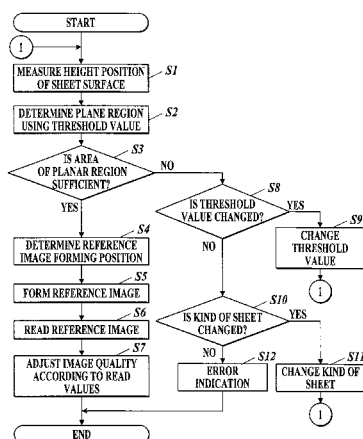 START
1
MEASURE HEIGHT POSITION
OF SHEET SURFACE
S1
DETERMINE PLANE REGION
USING THRESHOLD VALUE
S2
IS AREA
OF PLANAR REGION
SUFFICIENT?
S3
NO
YES
IS THRESHOLD
VALUE CHANGED?
S8
YES
NO
CHANGE
THRESHOLD
VALUE
S9
1
DETERMINE REFERENCE
IMAGE FORMING POSITION
S4
FORM REFERENCE IMAGE
S5
READ REFERENCE IMAGE
S6
ADJUST IMAGE QUALITY
ACCORDING TO READ
VALUES
S7
IS KIND OF SHEET
CHANGED?
S10
YES
NO
ERROR
INDICATION
S12
CHANGE KIND OF
SHEET
S11
1
END